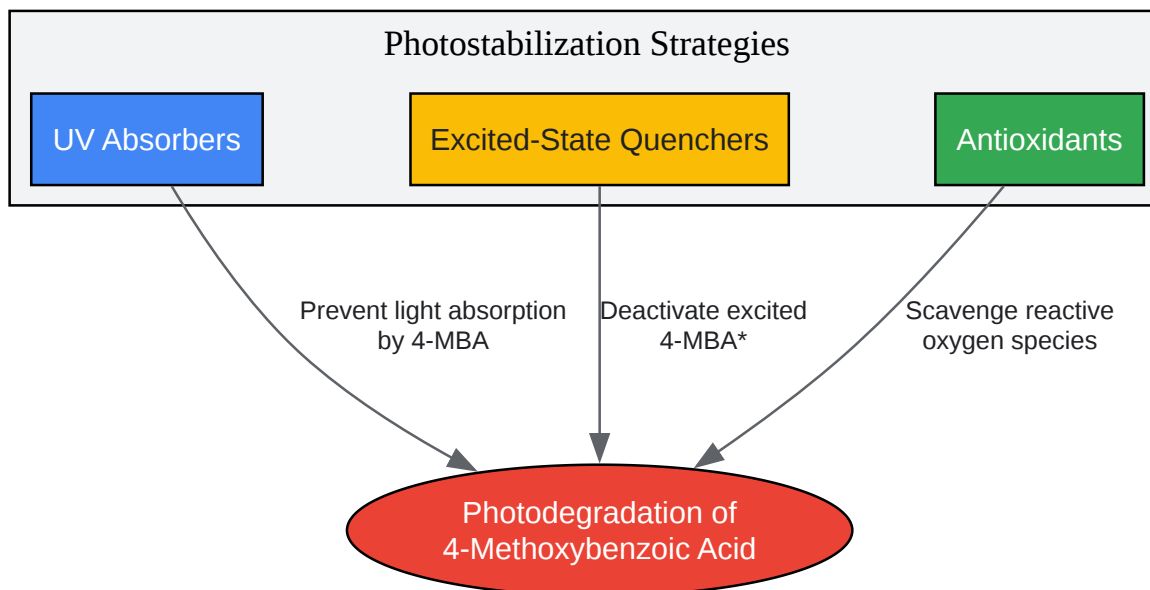 Photostabilization Strategies
UV Absorbers
Excited-State Quenchers
Antioxidants
Prevent light absorption
by 4-MBA
Deactivate excited
4-MBA*
Scavenge reactive
oxygen species
Photodegradation of
4-Methoxybenzoic Acid